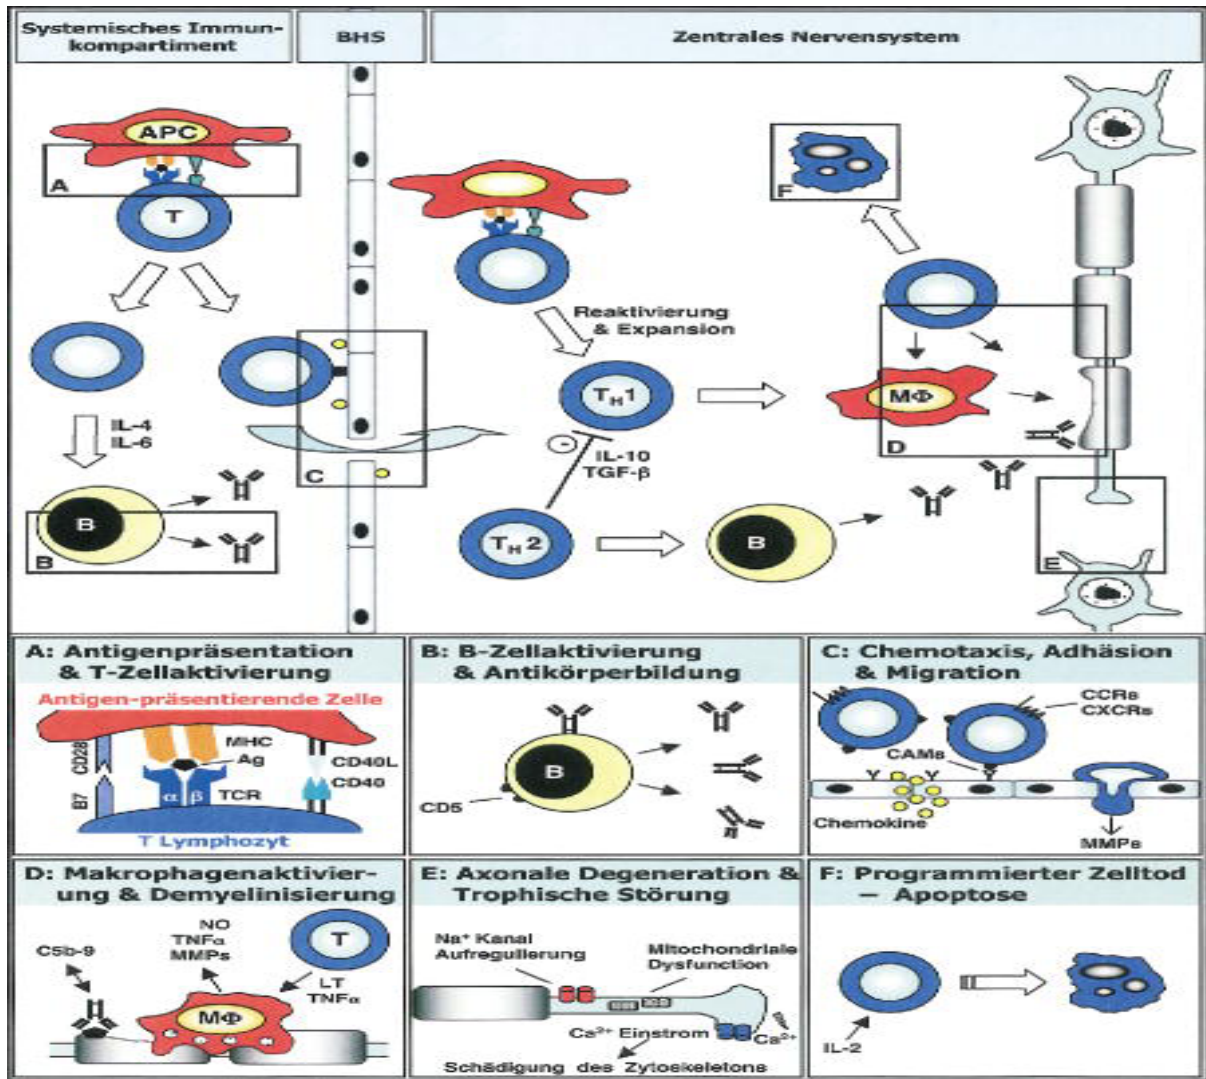 Systemisches Immun-
kompartiment
BHS
Zentrales Nervensystem
APC
A
T
F
Reaktivierung
& Expansion
TH1
MΦ
D
IL-4
IL-6
C
-
IL-10
TGF-β
B
B
TH2
B
E
A: Antigenpräsentation
& T-Zellaktivierung
Antigen-präsentierende Zelle
CD28
MHC
Ag
CD40L
CD40
B7
α β
TCR
T Lymphozyt
B: B-Zellaktivierung
& Antikörperbildung
B
CD5
C: Chemotaxis, Adhäsion
& Migration
CCRs
CXCRs
CAMs
Chemokine
MMPs
D: Makrophagenaktivier-
ung & Demyelinisierung
NO
TNFα
MMPs
C5b-9
T
LT
TNFα
MΦ
E: Axonale Degeneration &
Trophische Störung
Na⁺ Kanal
Aufregulierung
Mitochondriale
Dysfunction
Ca²⁺ Einstrom
Ca²⁺
Schädigung des Zytoskeletons
F: Programmierter Zelltod
– Apoptose
IL-2